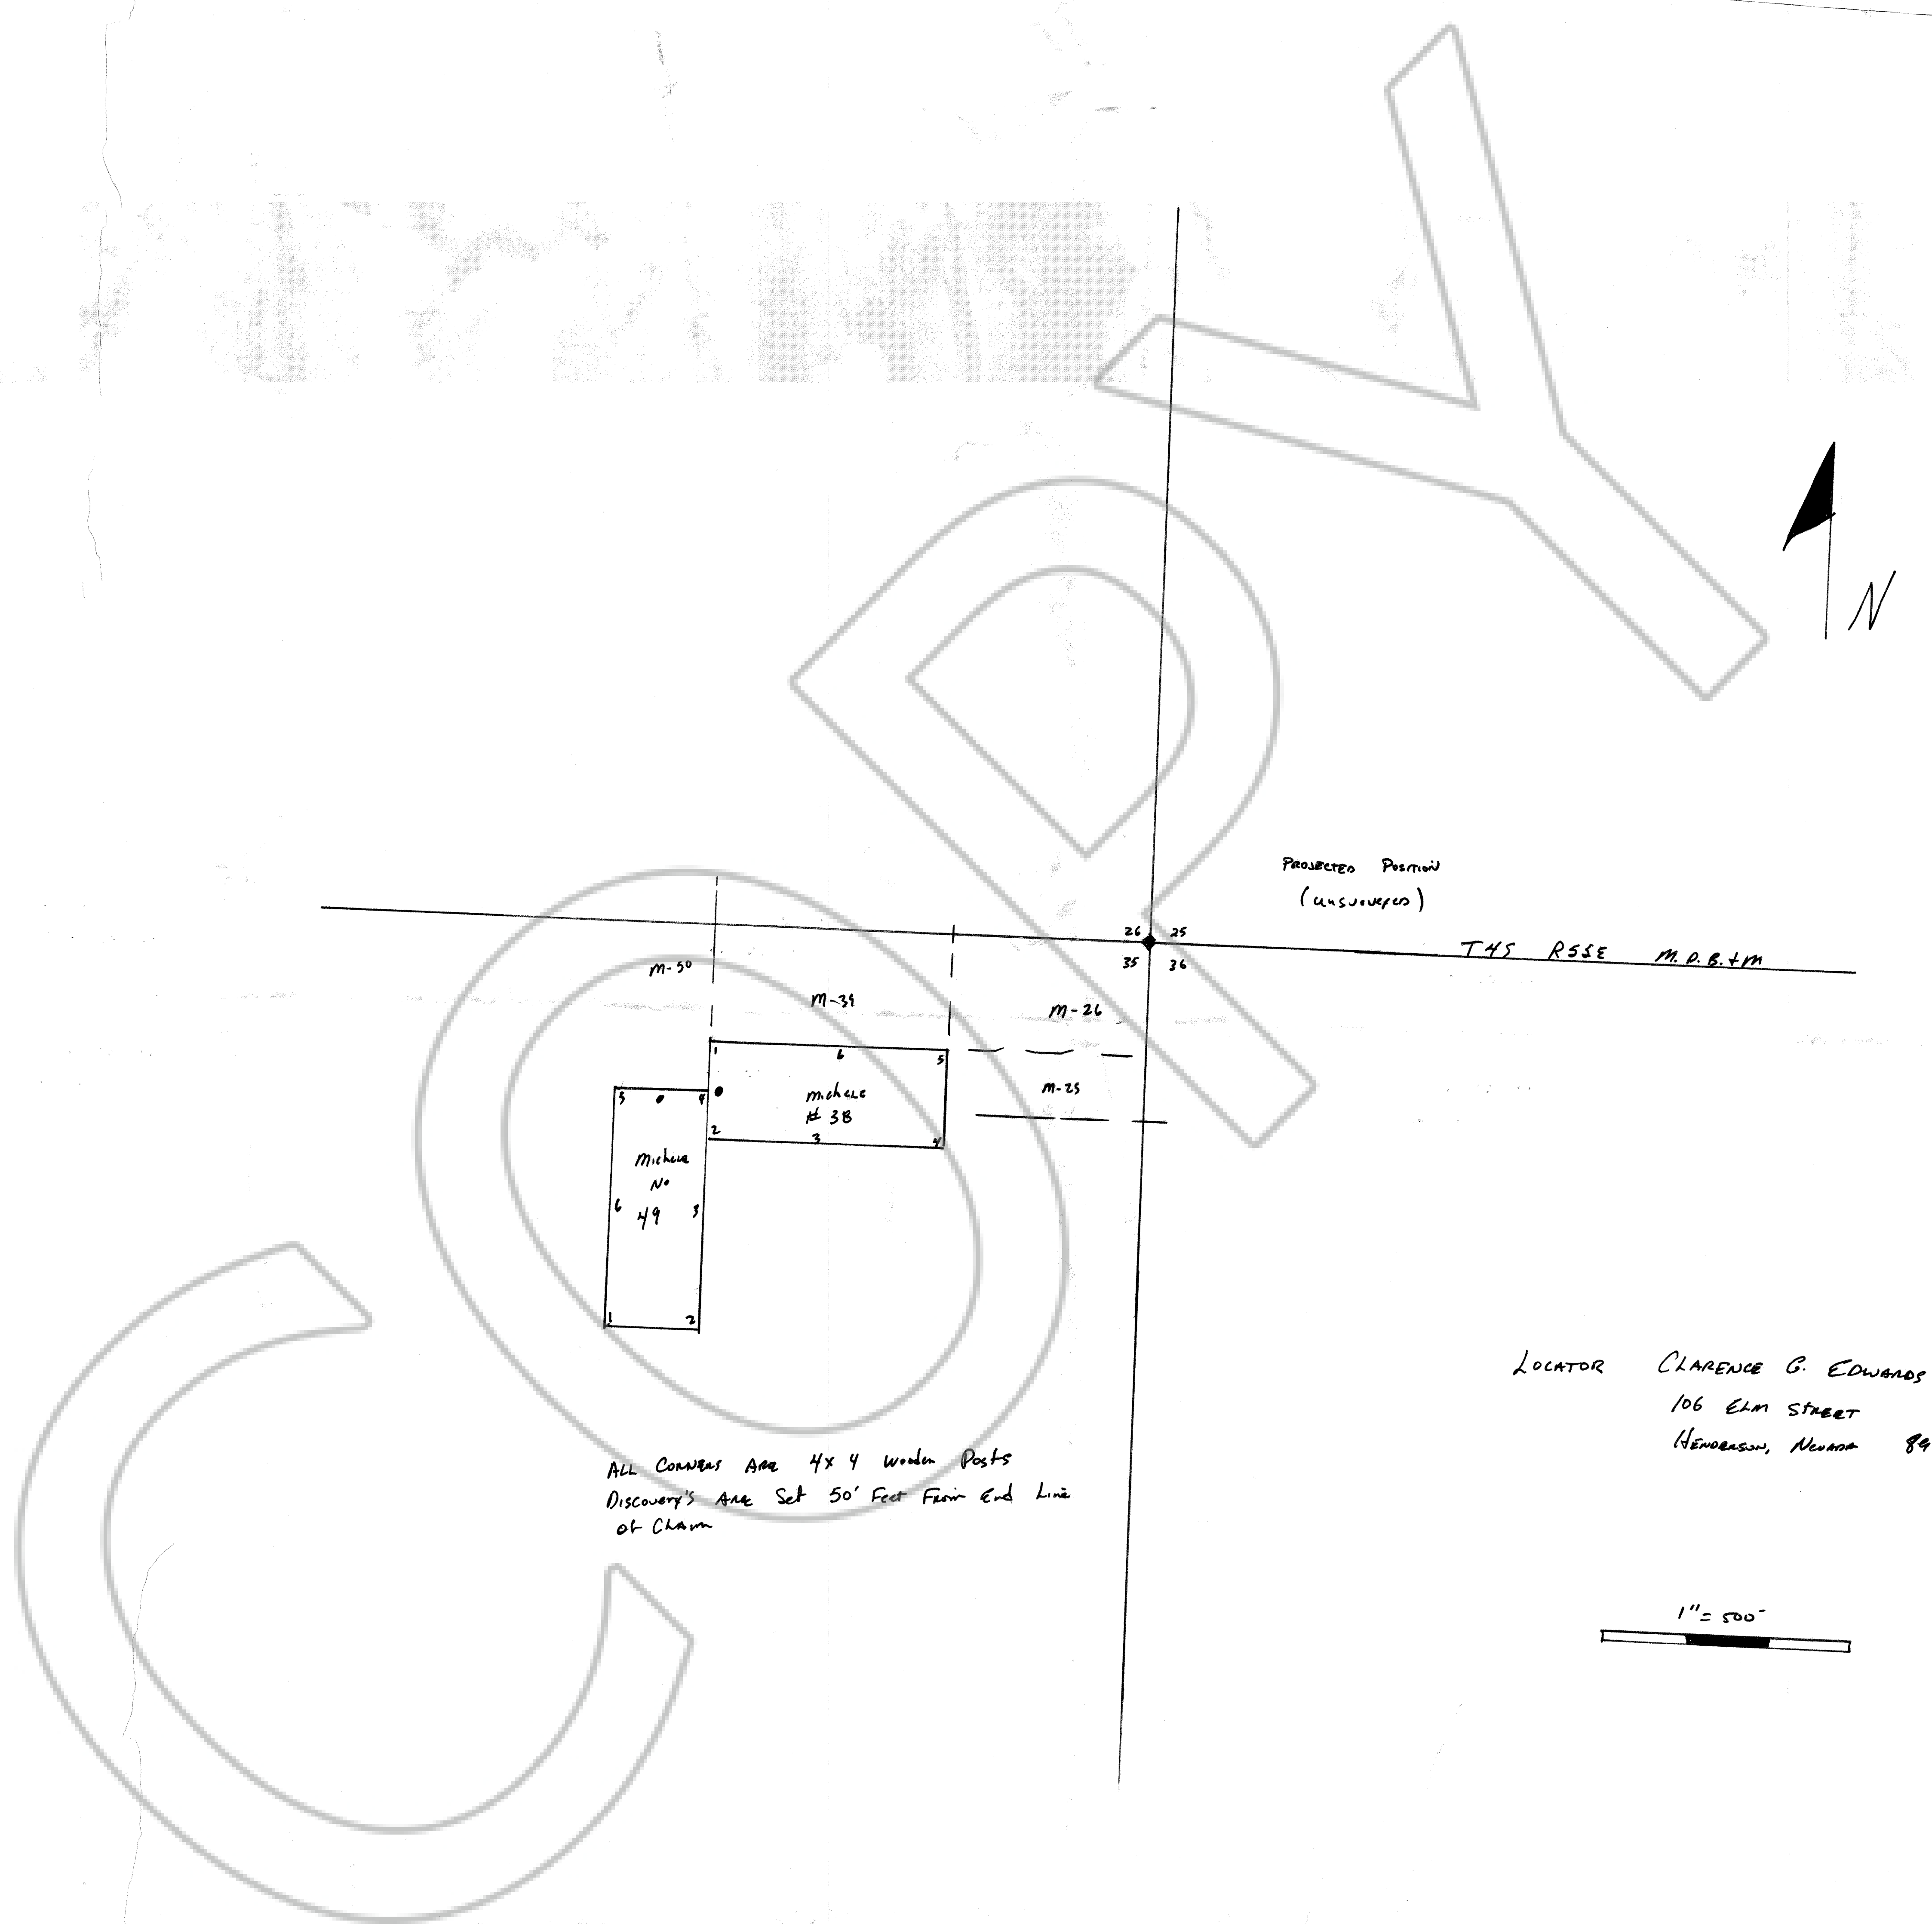 COPY
N
PROJECTED POSITION
(unsurveyed)
26 25
35 36
T4S R55E M.D.B.+M
M-50
M-39
M-26
M-25
1 6 5
Michele
# 38
2 3 4
5 4
Michele
No
49
6 3
1 2
LOCATOR CLARENCE G. EDWARDS
106 ELM STREET
HENDERSON, NEVADA 89
ALL CORNERS ARE 4x4 wooden Posts
Discovery's Are Set 50' Feet From End Line
of Claim
1"= 500'